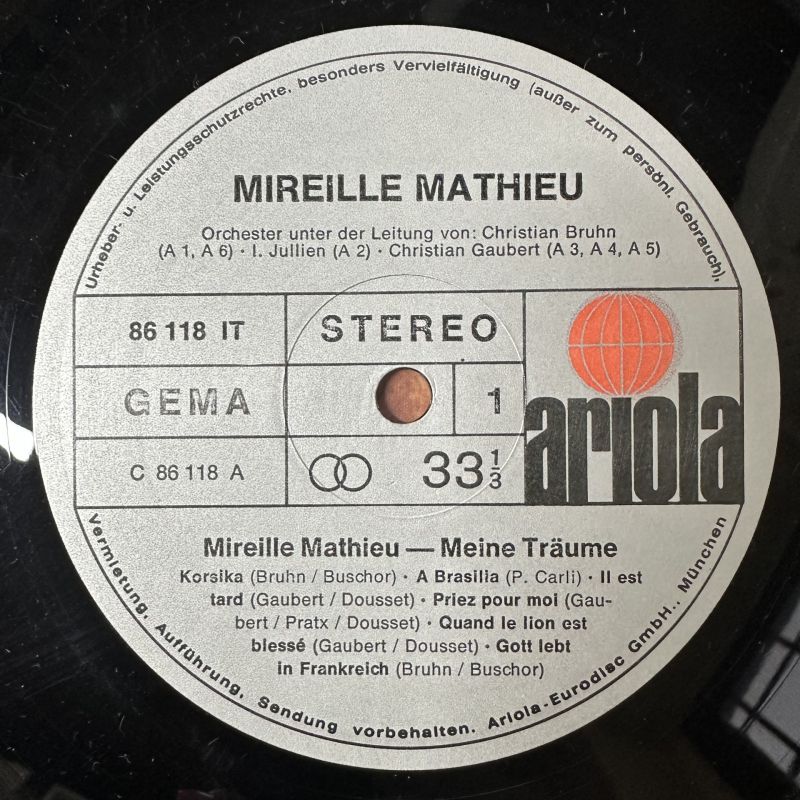 Urheber- u. Leistungsschutzrechte, besonders Vervielfältigung (außer zum persönl. Gebrauch),
MIREILLE MATHIEU
Orchester unter der Leitung von: Christian Bruhn
(A 1, A 6) · I. Jullien (A 2) · Christian Gaubert (A 3, A 4, A 5)
86 118 IT
STEREO
GEMA
1
ariola
C 86 118 A
33 1/3
Mireille Mathieu — Meine Träume
Korsika (Bruhn / Buschor) · A Brasilia (P. Carli) · Il est
tard (Gaubert / Dousset) · Priez pour moi (Gau-
bert / Pratx / Dousset) · Quand le lion est
blessé (Gaubert / Dousset) · Gott lebt
in Frankreich (Bruhn / Buschor)
Vermietung, Aufführung, Sendung vorbehalten. Ariola-Eurodisc GmbH., München